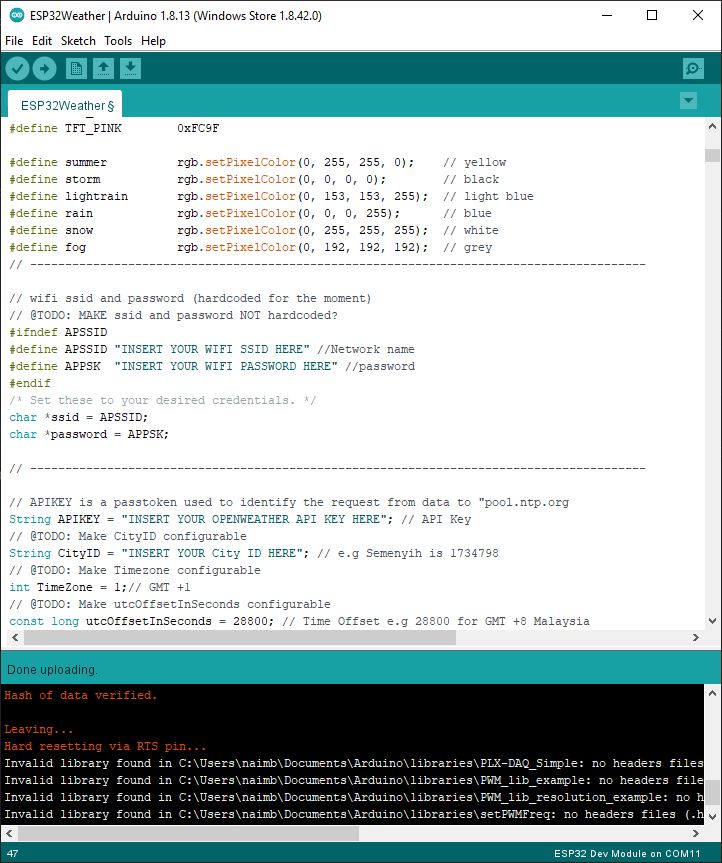 ESP32Weather | Arduino 1.8.13 (Windows Store 1.8.42.0)
File Edit Sketch Tools Help
ESP32Weather §
#define TFT_PINK        0xFC9F
#define summer          rgb.setPixelColor(0, 255, 255, 0);    // yellow
#define storm           rgb.setPixelColor(0, 0, 0, 0);        // black
#define lightrain       rgb.setPixelColor(0, 153, 153, 255);  // light blue
#define rain            rgb.setPixelColor(0, 0, 0, 255);      // blue
#define snow            rgb.setPixelColor(0, 255, 255, 255);  // white
#define fog             rgb.setPixelColor(0, 192, 192, 192);  // grey
// ----------------------------------------------------------------------------------------
// wifi ssid and password (hardcoded for the moment)
// @TODO: MAKE ssid and password NOT hardcoded?
#ifndef APSSID
#define APSSID "INSERT YOUR WIFI SSID HERE" //Network name
#define APPSK  "INSERT YOUR WIFI PASSWORD HERE" //password
#endif
/* Set these to your desired credentials. */
char *ssid = APSSID;
char *password = APPSK;
// ----------------------------------------------------------------------------------------
// APIKEY is a passtoken used to identify the request from data to "pool.ntp.org
String APIKEY = "INSERT YOUR OPENWEATHER API KEY HERE"; // API Key
// @TODO: Make CityID configurable
String CityID = "INSERT YOUR City ID HERE"; // e.g Semenyih is 1734798
// @TODO: Make Timezone configurable
int TimeZone = 1;// GMT +1
// @TODO: Make utcOffsetInSeconds configurable
const long utcOffsetInSeconds = 28800; // Time Offset e.g 28800 for GMT +8 Malaysia
Done uploading.
Hash of data verified.
Leaving...
Hard resetting via RTS pin...
Invalid library found in C:\Users\naimb\Documents\Arduino\libraries\PLX-DAQ_Simple: no headers files
Invalid library found in C:\Users\naimb\Documents\Arduino\libraries\PWM_lib_example: no headers file
Invalid library found in C:\Users\naimb\Documents\Arduino\libraries\PWM_lib_resolution_example: no h
Invalid library found in C:\Users\naimb\Documents\Arduino\libraries\setPWMFreq: no headers files (.h
47
ESP32 Dev Module on COM11